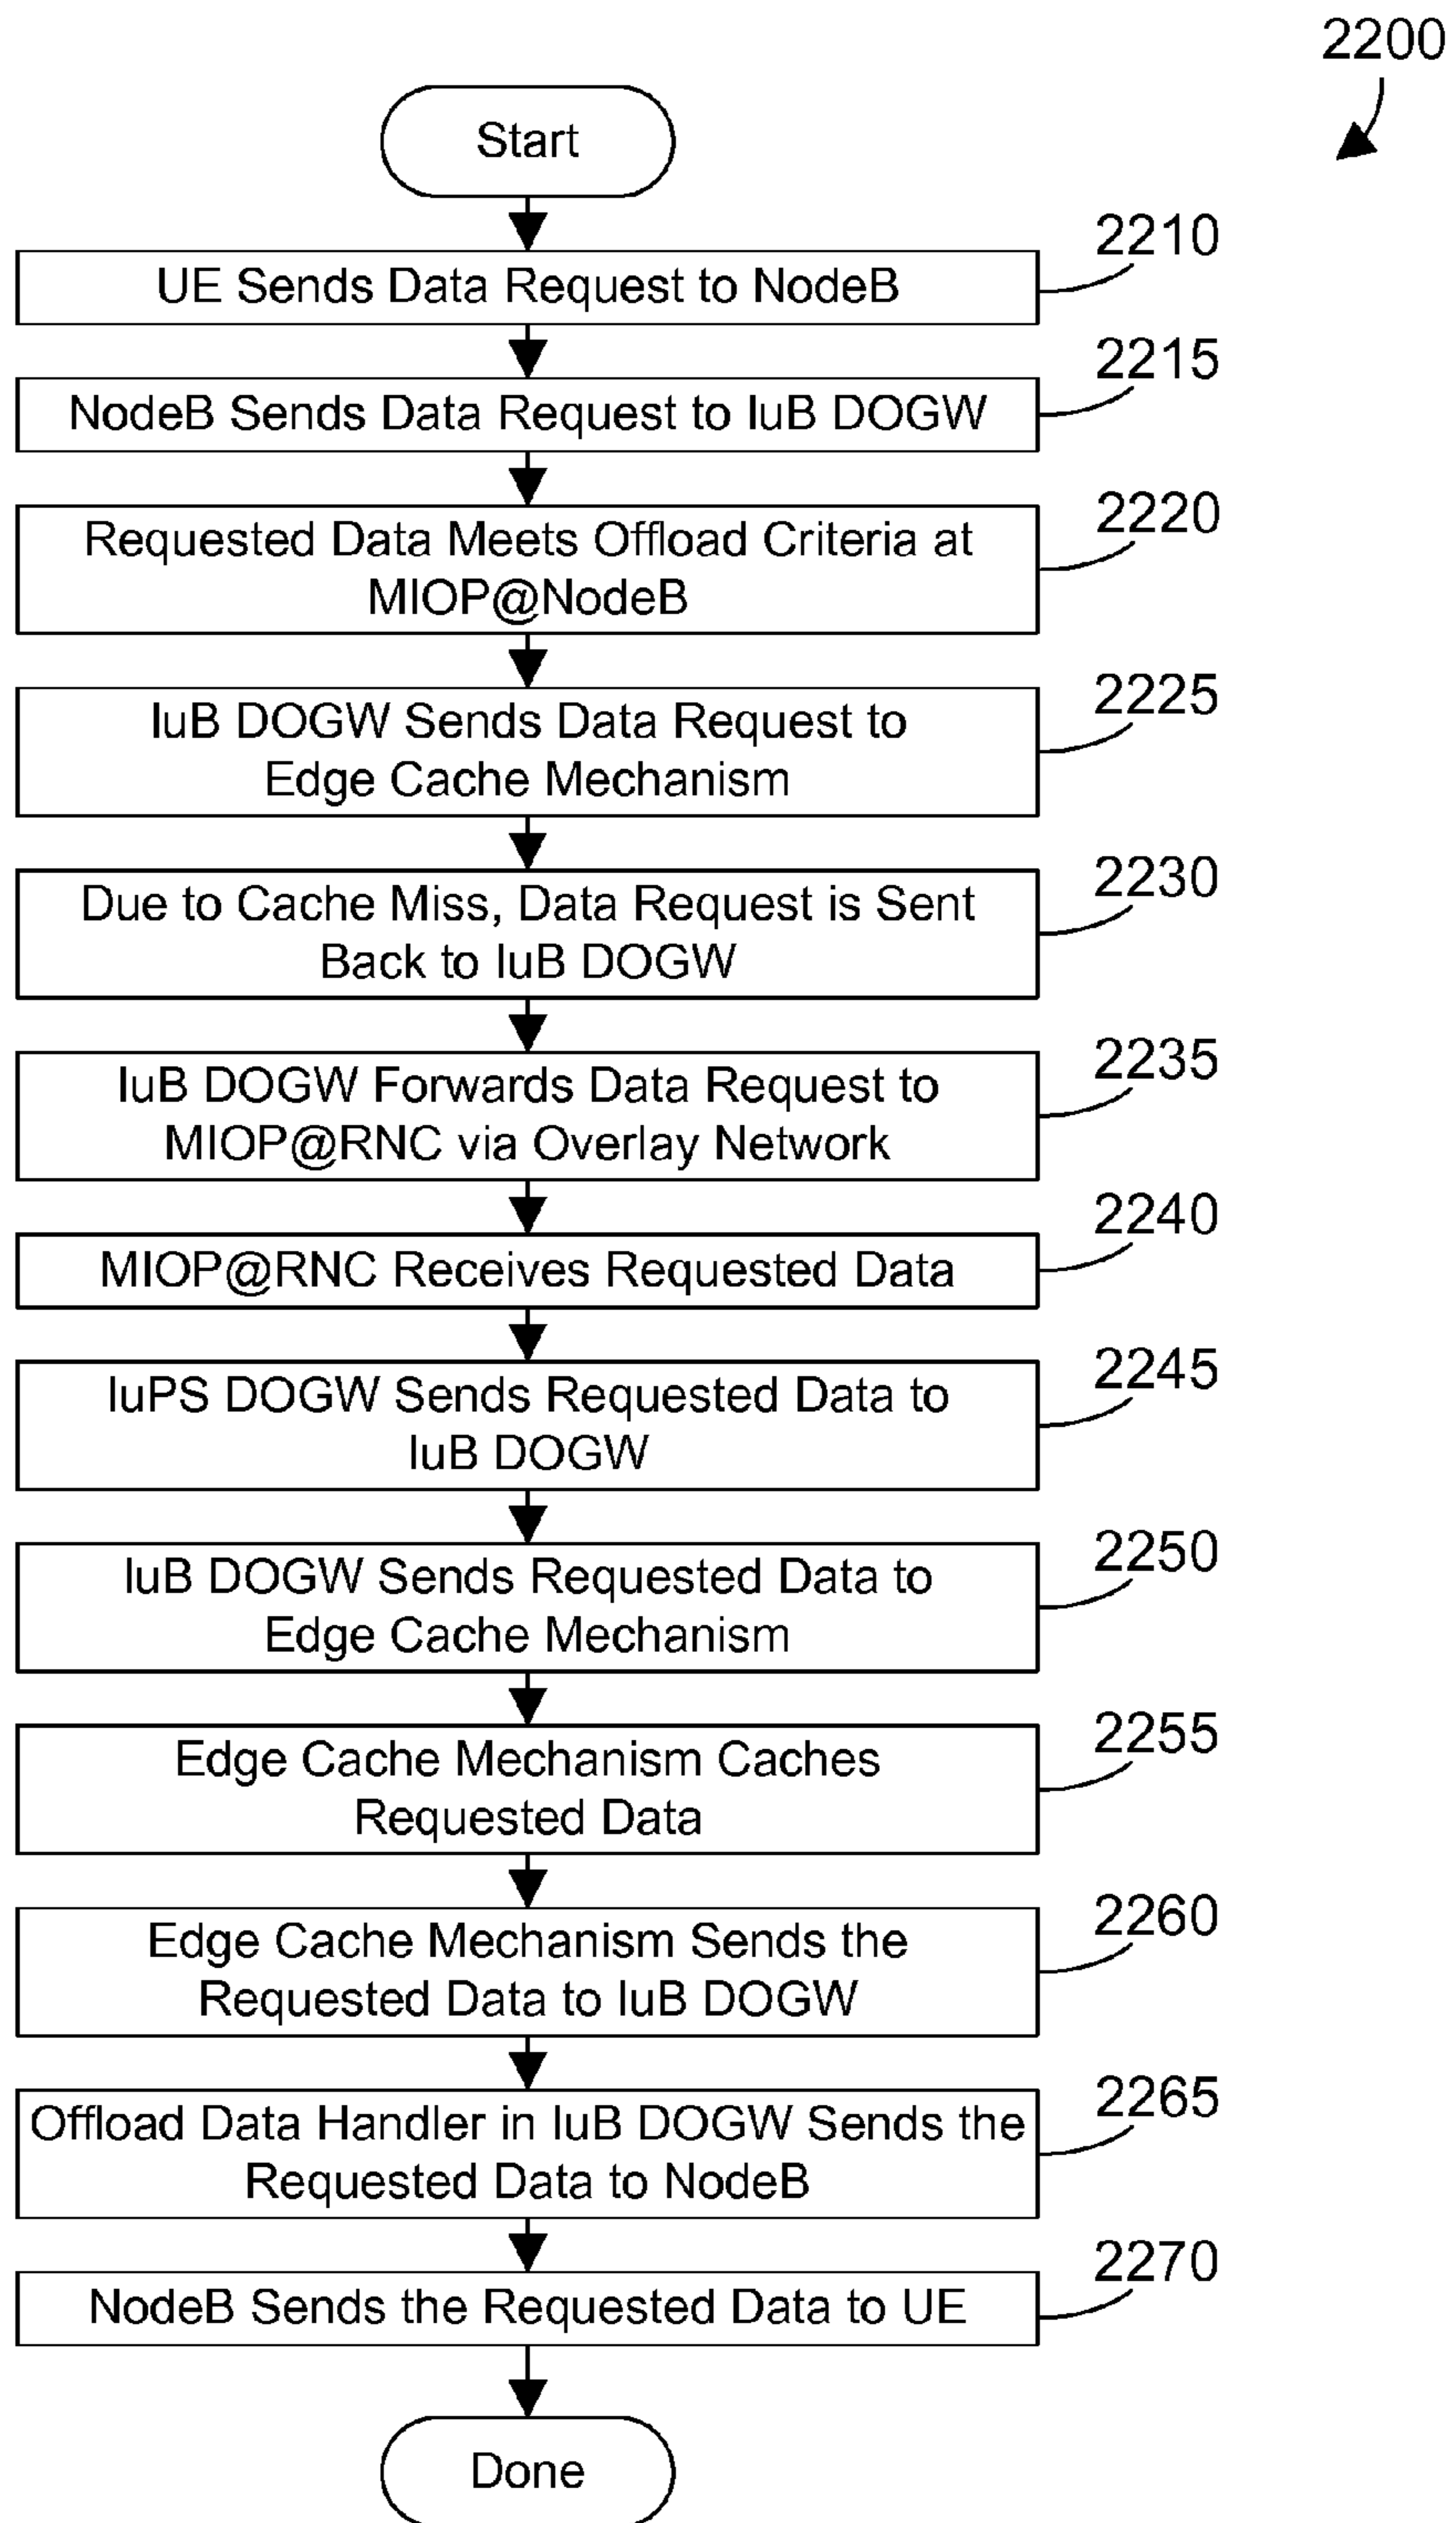 2200
Start
2210
UE Sends Data Request to NodeB
2215
NodeB Sends Data Request to IuB DOGW
2220
Requested Data Meets Offload Criteria at
MIOP@NodeB
2225
IuB DOGW Sends Data Request to
Edge Cache Mechanism
2230
Due to Cache Miss, Data Request is Sent
Back to IuB DOGW
2235
IuB DOGW Forwards Data Request to
MIOP@RNC via Overlay Network
2240
MIOP@RNC Receives Requested Data
2245
IuPS DOGW Sends Requested Data to
IuB DOGW
2250
IuB DOGW Sends Requested Data to
Edge Cache Mechanism
2255
Edge Cache Mechanism Caches
Requested Data
2260
Edge Cache Mechanism Sends the
Requested Data to IuB DOGW
2265
Offload Data Handler in IuB DOGW Sends the
Requested Data to NodeB
2270
NodeB Sends the Requested Data to UE
Done